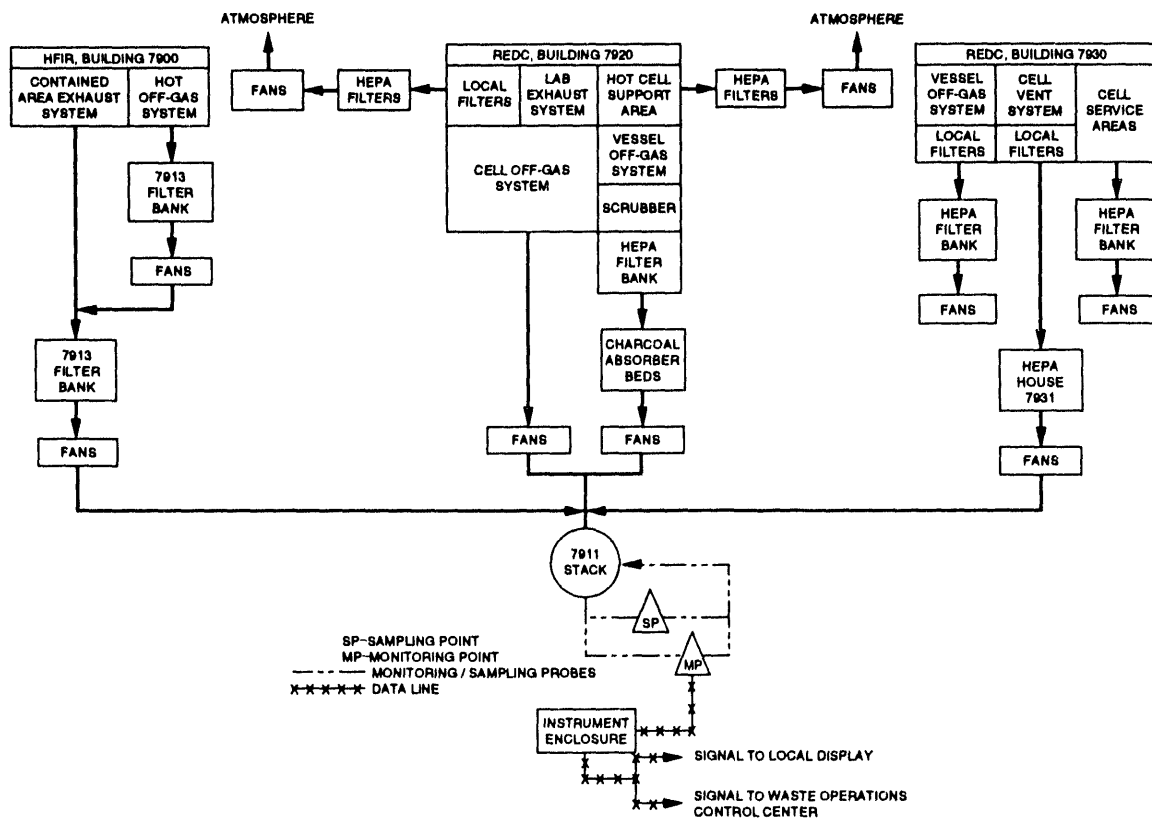 ATMOSPHERE
ATMOSPHERE
HFIR, BUILDING 7900
CONTAINED
AREA EXHAUST
SYSTEM
HOT
OFF-GAS
SYSTEM
7913
FILTER
BANK
FANS
7913
FILTER
BANK
FANS
FANS
HEPA
FILTERS
REDC, BUILDING 7920
LOCAL
FILTERS
LAB
EXHAUST
SYSTEM
HOT CELL
SUPPORT
AREA
CELL OFF-GAS
SYSTEM
VESSEL
OFF-GAS
SYSTEM
SCRUBBER
HEPA
FILTER
BANK
CHARCOAL
ABSORBER
BEDS
FANS
FANS
HEPA
FILTERS
FANS
REDC, BUILDING 7930
VESSEL
OFF-GAS
SYSTEM
CELL
VENT
SYSTEM
CELL
SERVICE
AREAS
LOCAL
FILTERS
LOCAL
FILTERS
HEPA
FILTER
BANK
FANS
HEPA
FILTER
BANK
FANS
HEPA
HOUSE
7931
FANS
7911
STACK
SP
MP
SP-SAMPLING POINT
MP-MONITORING POINT
MONITORING / SAMPLING PROBES
DATA LINE
INSTRUMENT
ENCLOSURE
SIGNAL TO LOCAL DISPLAY
SIGNAL TO WASTE OPERATIONS
CONTROL CENTER